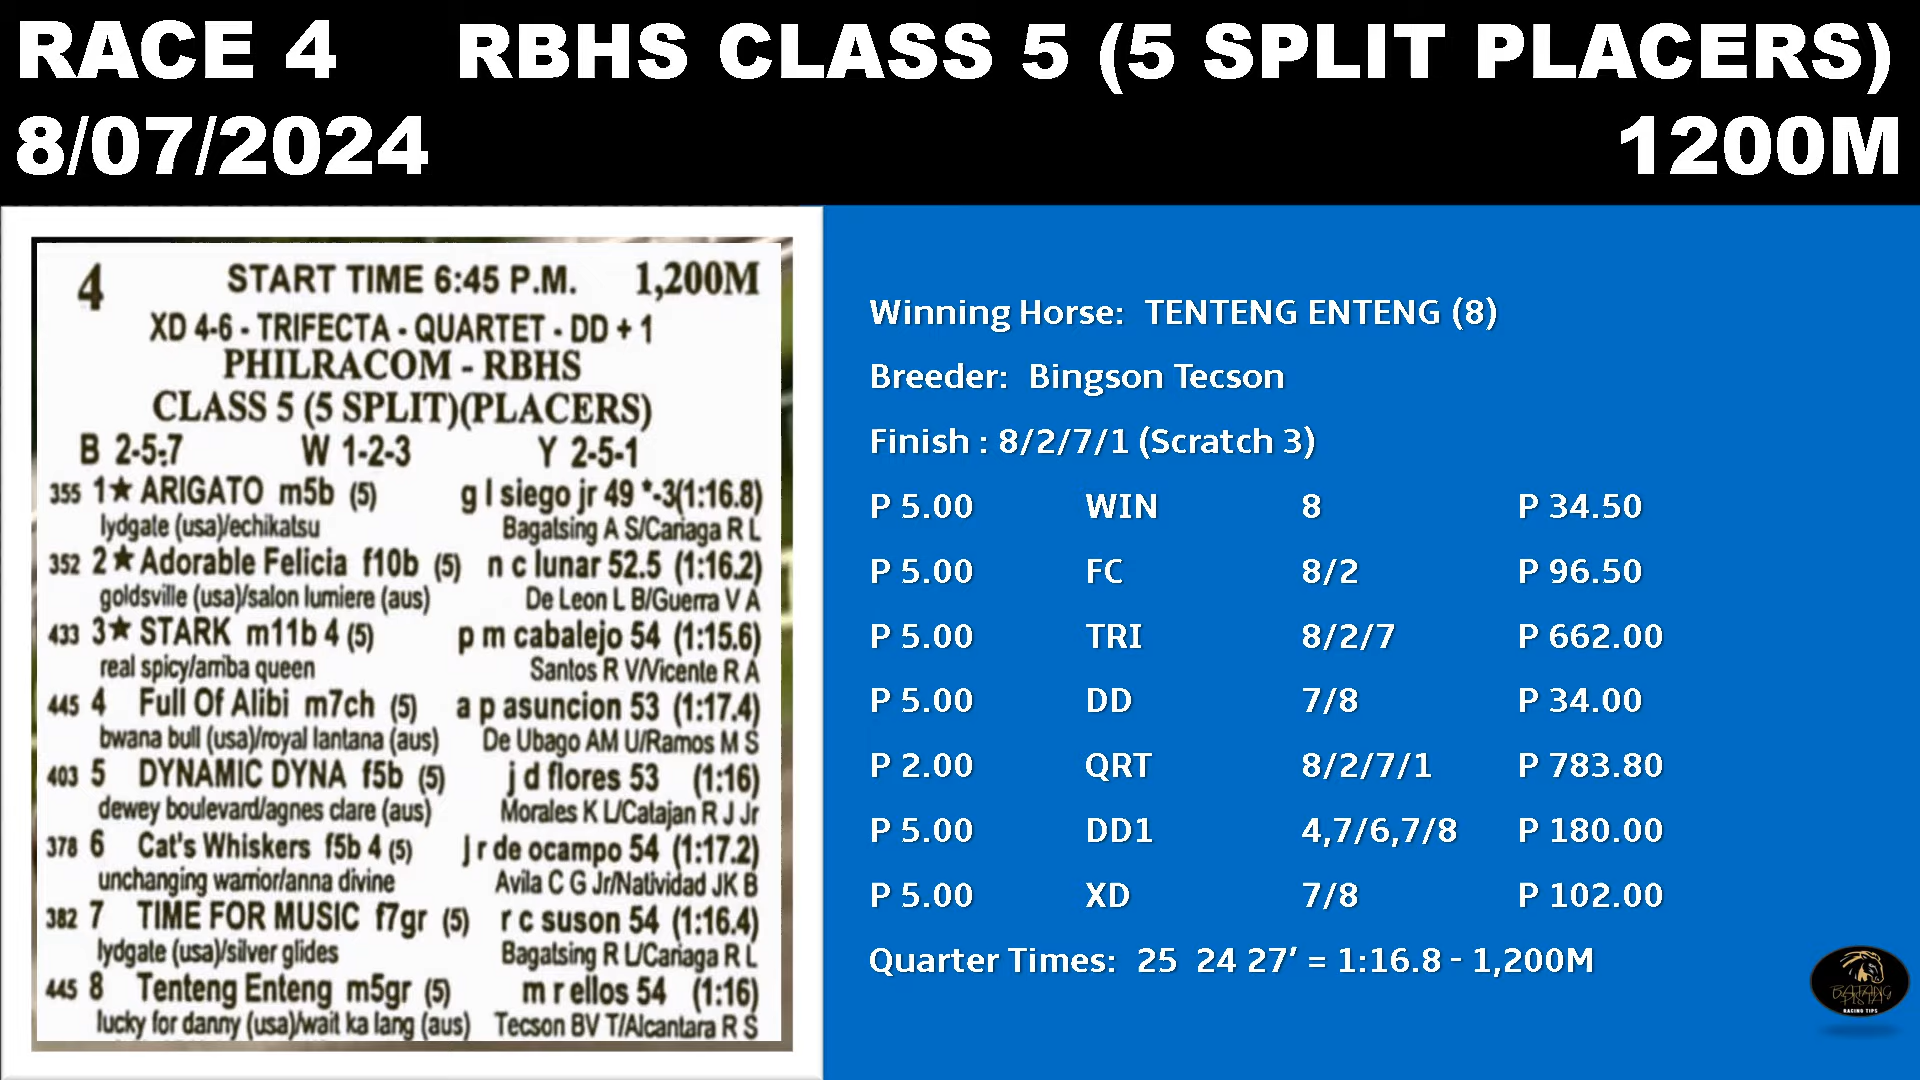 RACE 4 RBHS CLASS 5 (5 SPLIT PLACERS)
8/07/2024 1200M
4 START TIME 6:45 P.M. 1,200M
XD 4-6 - TRIFECTA - QUARTET - DD + 1
PHILRACOM - RBHS
CLASS 5 (5 SPLIT)(PLACERS)
B 2-5-7 W 1-2-3 Y 2-5-1
355 1★ ARIGATO m5b (5) g l siego jr 49 *-3(1:16.8)
lydgate (usa)/echikatsu Bagatsing A S/Cariaga R L
352 2★ Adorable Felicia f10b (5) n c lunar 52.5 (1:16.2)
goldsville (usa)/salon lumiere (aus) De Leon L B/Guerra V A
433 3★ STARK m11b 4 (5) p m cabalejo 54 (1:15.6)
real spicy/arriba queen Santos R V/Vicente R A
445 4 Full Of Alibi m7ch (5) a p asuncion 53 (1:17.4)
bwana bull (usa)/royal lantana (aus) De Ubago AM U/Ramos M S
403 5 DYNAMIC DYNA f5b (5) j d flores 53 (1:16)
dewey boulevard/agnes clare (aus) Morales K L/Catajan R J Jr
378 6 Cat's Whiskers f5b 4 (5) J r de ocampo 54 (1:17.2)
unchanging warrior/anna divine Avila C G Jr/Natividad JK B
382 7 TIME FOR MUSIC f7gr (5) r c suson 54 (1:16.4)
lydgate (usa)/silver glides Bagatsing R L/Cariaga R L
445 8 Tenteng Enteng m5gr (5) m r ellos 54 (1:16)
lucky for danny (usa)/wait ka lang (aus) Tecson BV T/Alcantara R S
Winning Horse: TENTENG ENTENG (8)
Breeder: Bingson Tecson
Finish : 8/2/7/1 (Scratch 3)
P 5.00 WIN 8 P 34.50
P 5.00 FC 8/2 P 96.50
P 5.00 TRI 8/2/7 P 662.00
P 5.00 DD 7/8 P 34.00
P 2.00 QRT 8/2/7/1 P 783.80
P 5.00 DD1 4,7/6,7/8 P 180.00
P 5.00 XD 7/8 P 102.00
Quarter Times: 25 24 27’ = 1:16.8 - 1,200M
BATANG
PISTA
RACING TIPS